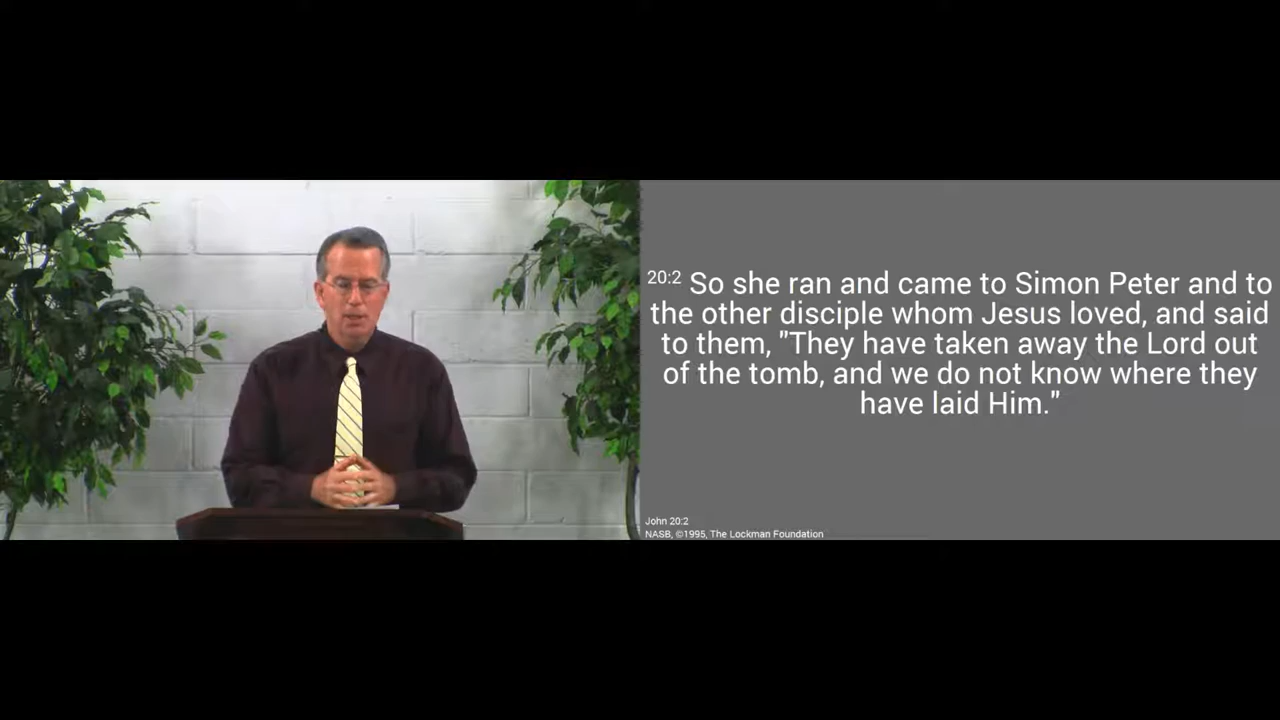 20:2 So she ran and came to Simon Peter and to
the other disciple whom Jesus loved, and said
to them, "They have taken away the Lord out
of the tomb, and we do not know where they
have laid Him."
John 20:2
NASB, ©1995, The Lockman Foundation